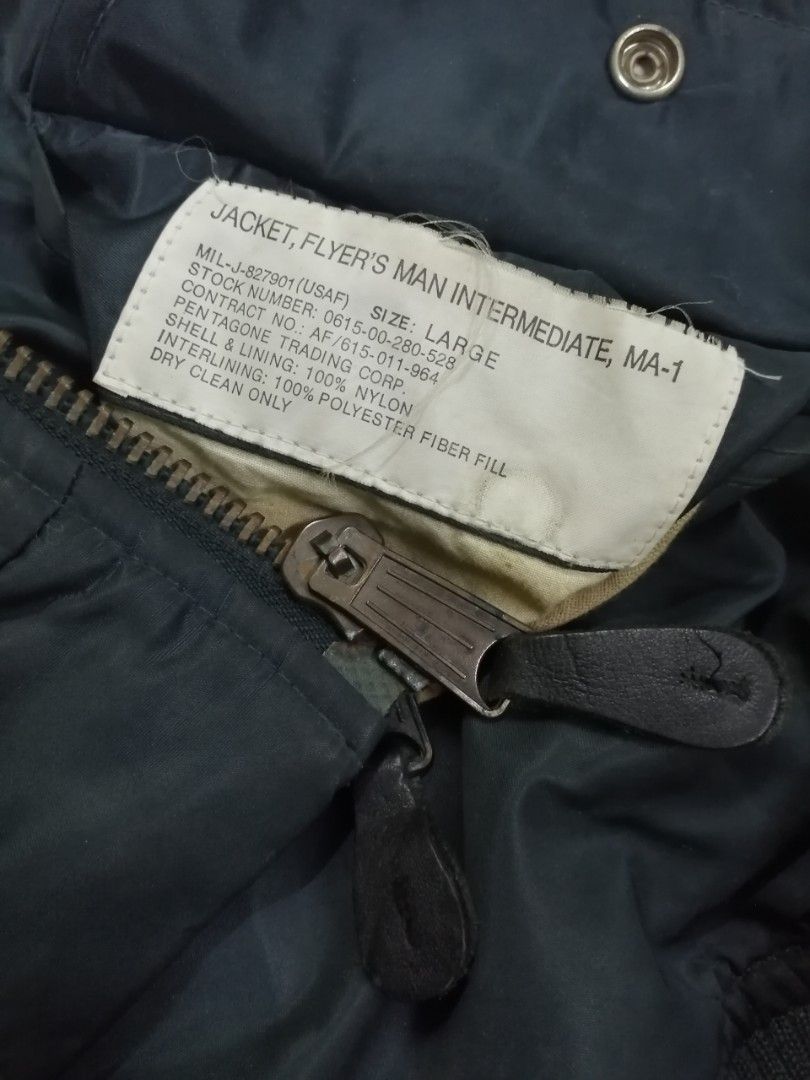 JACKET, FLYER'S MAN INTERMEDIATE, MA-1
MIL-J-827901(USAF) SIZE: LARGE
STOCK NUMBER: 0615-00-280-528
CONTRACT NO.: AF/615-011-964
PENTAGONE TRADING CORP.
SHELL & LINING: 100% NYLON
INTERLINING: 100% POLYESTER FIBER FILL
DRY CLEAN ONLY